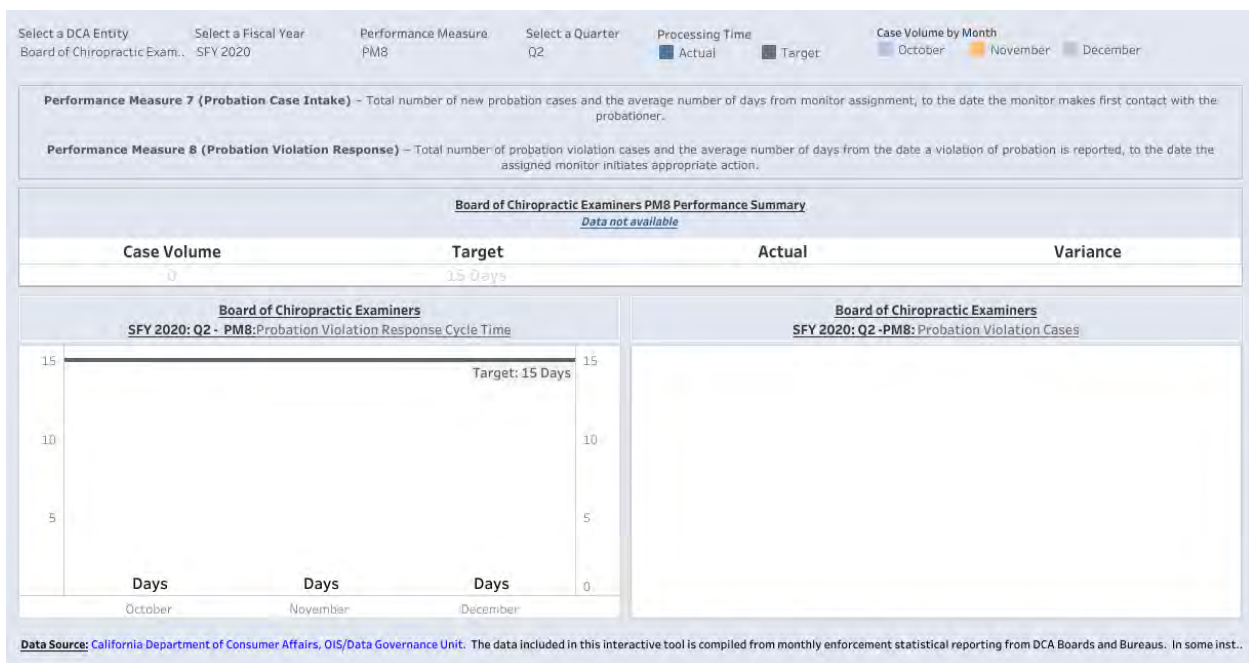 Select a DCA Entity Select a Fiscal Year Performance Measure Select a Quarter Processing Time Case Volume by Month
Board of Chiropractic Exam.. SFY 2020 PM8 Q2 Actual Target October November December
Performance Measure 7 (Probation Case Intake) – Total number of new probation cases and the average number of days from monitor assignment, to the date the monitor makes first contact with the
probationer.
Performance Measure 8 (Probation Violation Response) – Total number of probation violation cases and the average number of days from the date a violation of probation is reported, to the date the
assigned monitor initiates appropriate action.
Board of Chiropractic Examiners PM8 Performance Summary
Data not available
Case Volume Target Actual Variance
0 15 Days
Board of Chiropractic Examiners
SFY 2020: Q2 - PM8:Probation Violation Response Cycle Time
15 15
Target: 15 Days
10 10
5 5
Days Days Days 0
October November December
Board of Chiropractic Examiners
SFY 2020: Q2 -PM8: Probation Violation Cases
Data Source: California Department of Consumer Affairs, OIS/Data Governance Unit. The data included in this interactive tool is compiled from monthly enforcement statistical reporting from DCA Boards and Bureaus. In some inst..